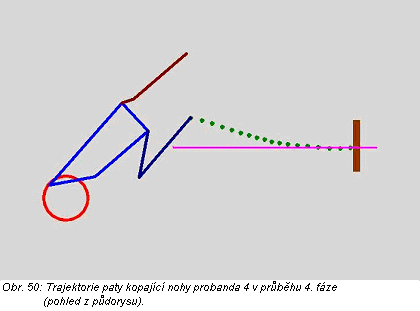 Obr. 50: Trajektorie paty kopající nohy probanda 4 v průběhu 4. fáze
(pohled z půdorysu).